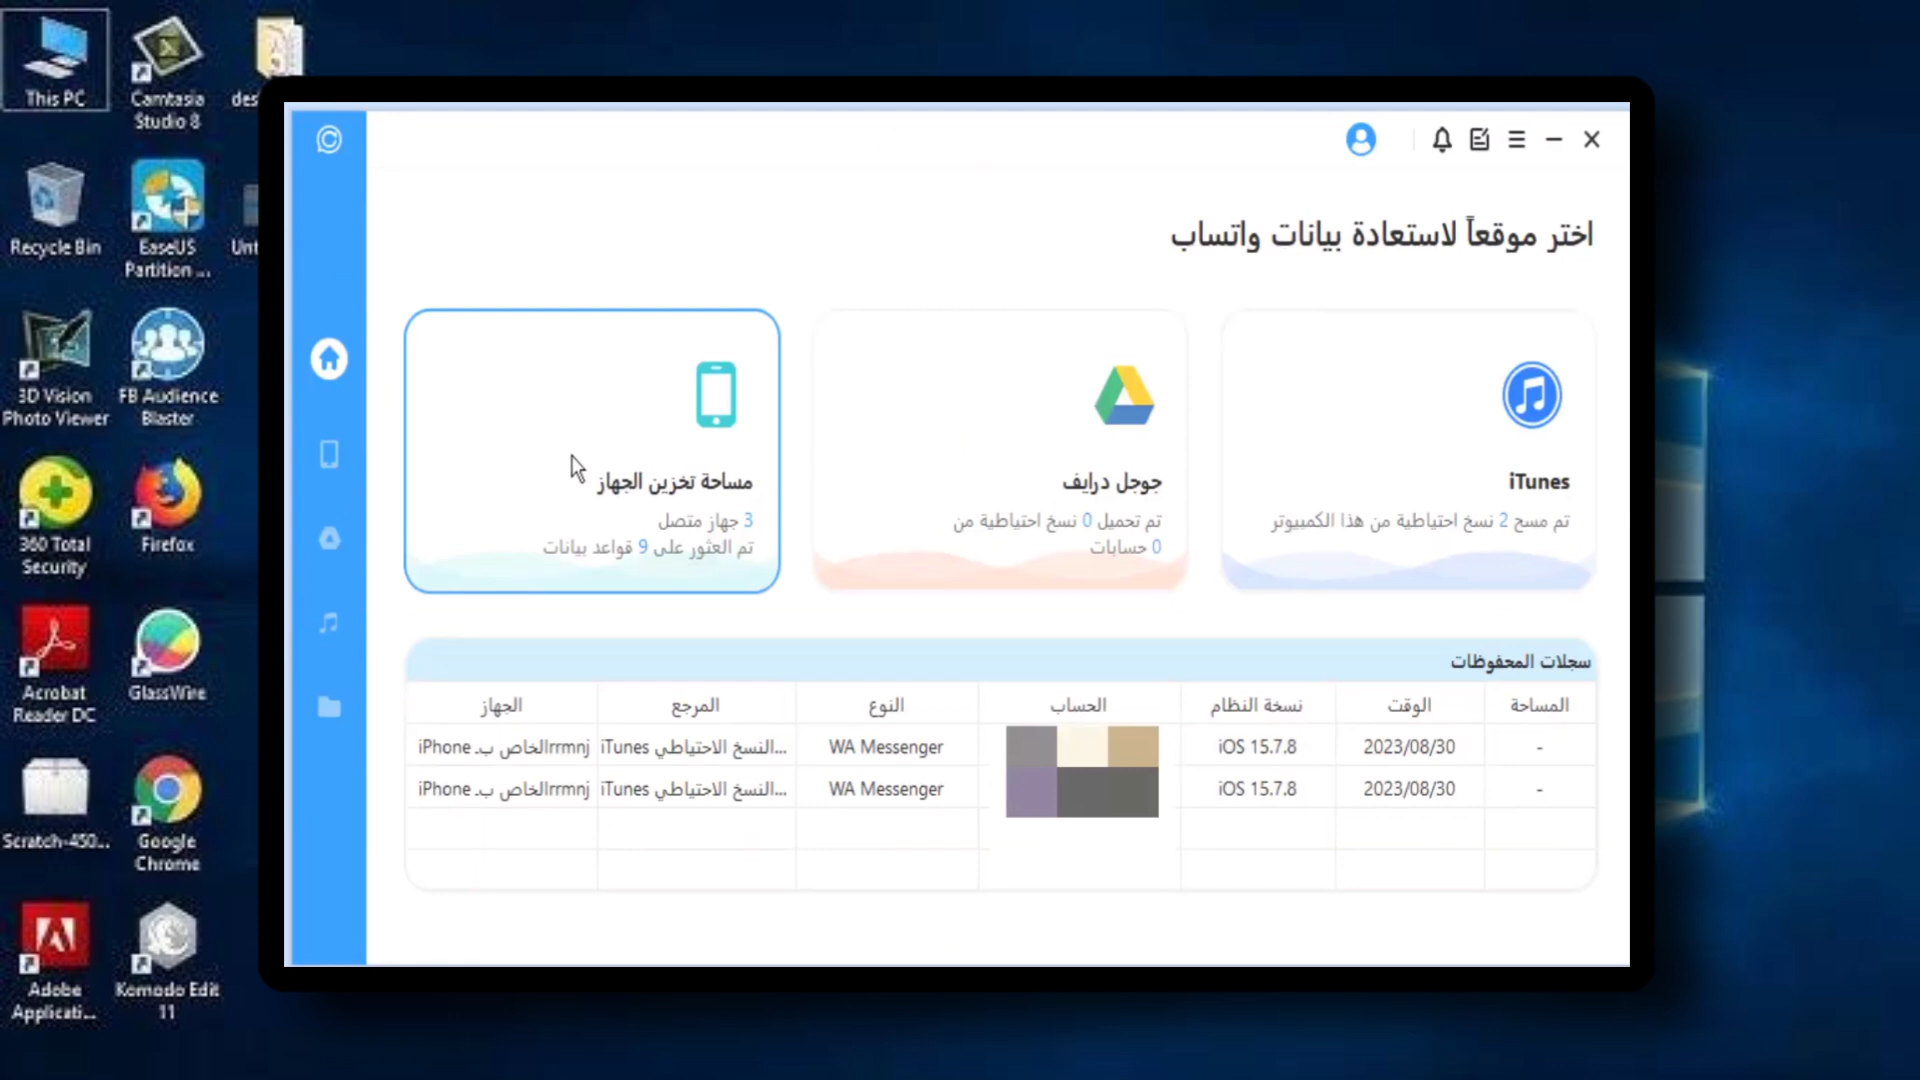 This PC
Camtasia
Studio 8
des
Recycle Bin
EaseUS
Partition ...
Unt
3D Vision
Photo Viewer
FB Audience
Blaster
360 Total
Security
Firefox
Acrobat
Reader DC
GlassWire
Scratch-450...
Google
Chrome
Adobe
Applicati...
Komodo Edit
11
اختر موقعاً لاستعادة بيانات واتساب
iTunes
تم مسح 2 نسخ احتياطية من هذا الكمبيوتر
جوجل درايف
تم تحميل 0 نسخ احتياطية من
0 حسابات
مساحة تخزين الجهاز
3 جهاز متصل
تم العثور على 9 قواعد بيانات
سجلات المحفوظات
المساحة الوقت نسخة النظام الحساب النوع المرجع الجهاز
- 2023/08/30 iOS 15.7.8 WA Messenger النسخ الاحتياطي iTunes... iPhone الخاص بـ rrmnj
- 2023/08/30 iOS 15.7.8 WA Messenger النسخ الاحتياطي iTunes... iPhone الخاص بـ rrmnj